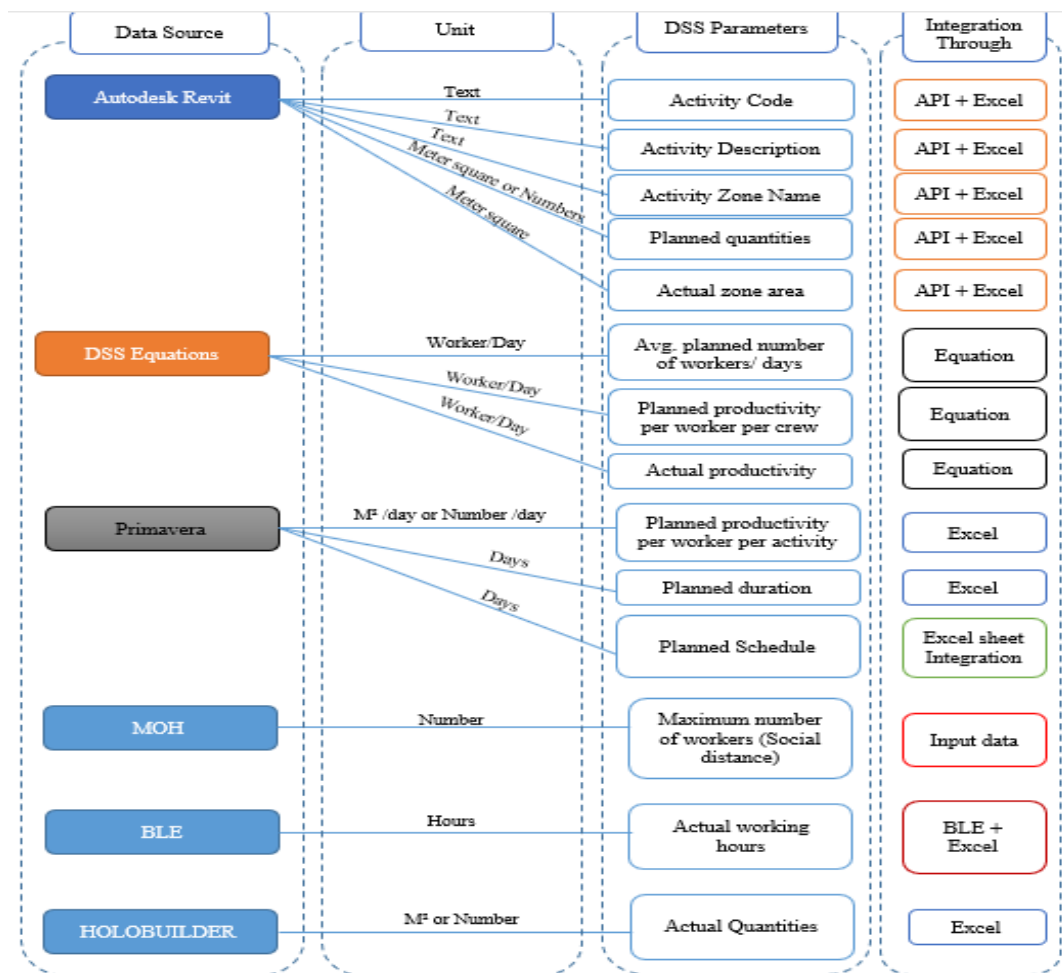 Data Source
Unit
DSS Parameters
Integration
Through
Autodesk Revit
Text
Activity Code
API + Excel
Text
Activity Description
API + Excel
Text
Activity Zone Name
API + Excel
Meter square or Numbers
Planned quantities
API + Excel
Meter square
Actual zone area
API + Excel
DSS Equations
Worker/Day
Avg. planned number
of workers/ days
Equation
Worker/Day
Planned productivity
per worker per crew
Equation
Worker/Day
Actual productivity
Equation
Primavera
M² /day or Number /day
Planned productivity
per worker per activity
Excel
Days
Planned duration
Excel
Days
Planned Schedule
Excel sheet
Integration
MOH
Number
Maximum number
of workers (Social
distance)
Input data
BLE
Hours
Actual working
hours
BLE +
Excel
HOLOBUILDER
M² or Number
Actual Quantities
Excel